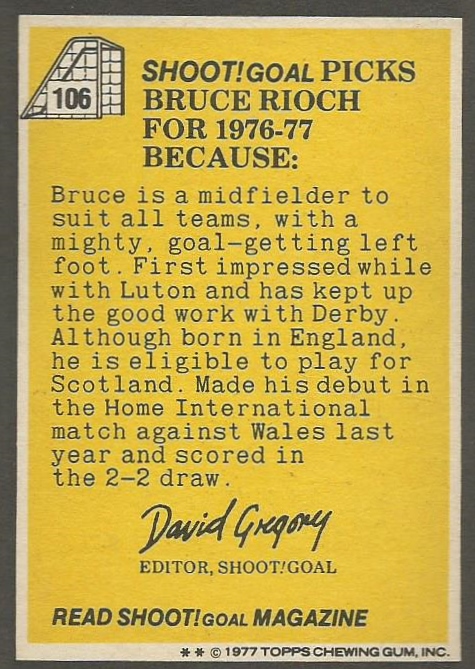 106
SHOOT!GOAL PICKS
BRUCE RIOCH
FOR 1976-77
BECAUSE:
Bruce is a midfielder to
suit all teams, with a
mighty, goal-getting left
foot. First impressed while
with Luton and has kept up
the good work with Derby.
Although born in England,
he is eligible to play for
Scotland. Made his debut in
the Home International
match against Wales last
year and scored in
the 2-2 draw.
David Gregory
EDITOR, SHOOT!GOAL
READ SHOOT!GOAL MAGAZINE
** © 1977 TOPPS CHEWING GUM, INC.